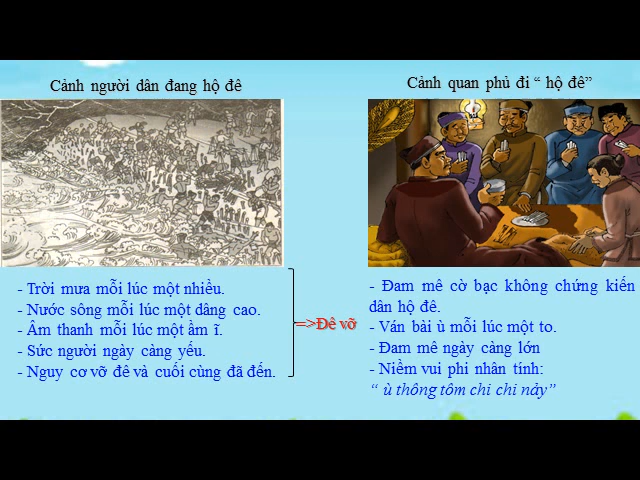 Cảnh người dân đang hộ đê
- Trời mưa mỗi lúc một nhiều.
- Nước sông mỗi lúc một dâng cao.
- Âm thanh mỗi lúc một ầm ĩ.
- Sức người ngày càng yếu.
- Nguy cơ vỡ đê và cuối cùng đã đến.
=>Đê vỡ
Cảnh quan phủ đi “ hộ đê”
- Đam mê cờ bạc không chứng kiến
dân hộ đê.
- Ván bài ù mỗi lúc một to.
- Đam mê ngày càng lớn
- Niềm vui phi nhân tính:
“ ù thông tôm chi chi nảy”